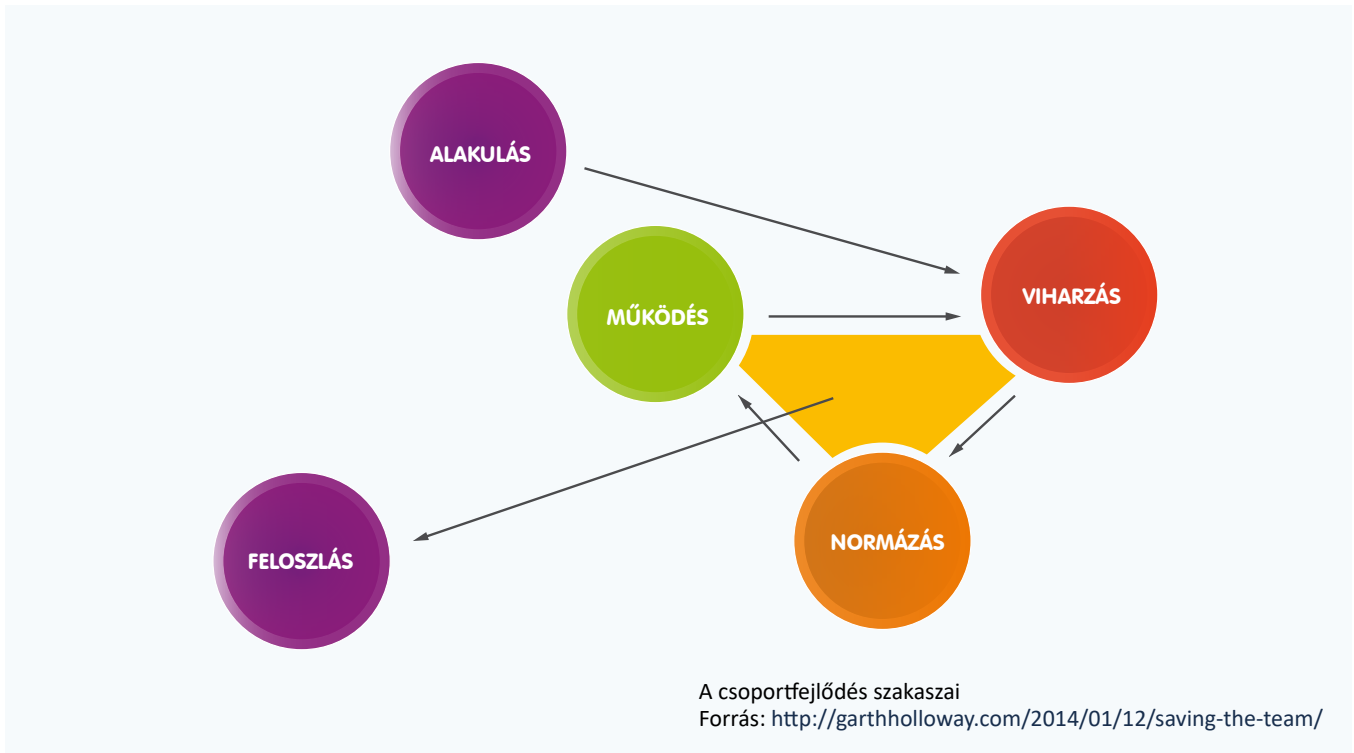 ALAKULÁS
VIHARZÁS
MŰKÖDÉS
NORMÁZÁS
FELOSZLÁS
A csoportfejlődés szakaszai
Forrás: http://garthholloway.com/2014/01/12/saving-the-team/